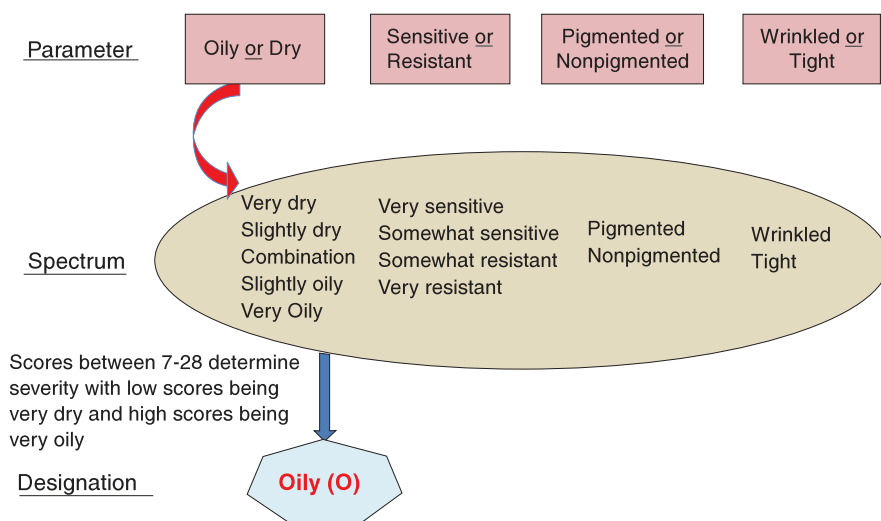 Parameter
Oily or Dry
Sensitive or
Resistant
Pigmented or
Nonpigmented
Wrinkled or
Tight
Spectrum
Very dry
Slightly dry
Combination
Slightly oily
Very Oily
Very sensitive
Somewhat sensitive
Somewhat resistant
Very resistant
Pigmented
Nonpigmented
Wrinkled
Tight
Scores between 7-28 determine
severity with low scores being
very dry and high scores being
very oily
Designation
Oily (O)